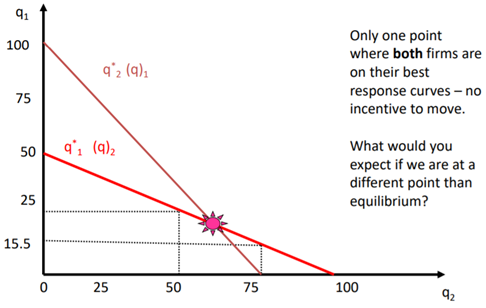 q1
100
75
50
25
15.5
0
25
50
75
100
q2
q*2 (q)1
q*1 (q)2
Only one point
where both firms are
on their best
response curves – no
incentive to move.
What would you
expect if we are at a
different point than
equilibrium?